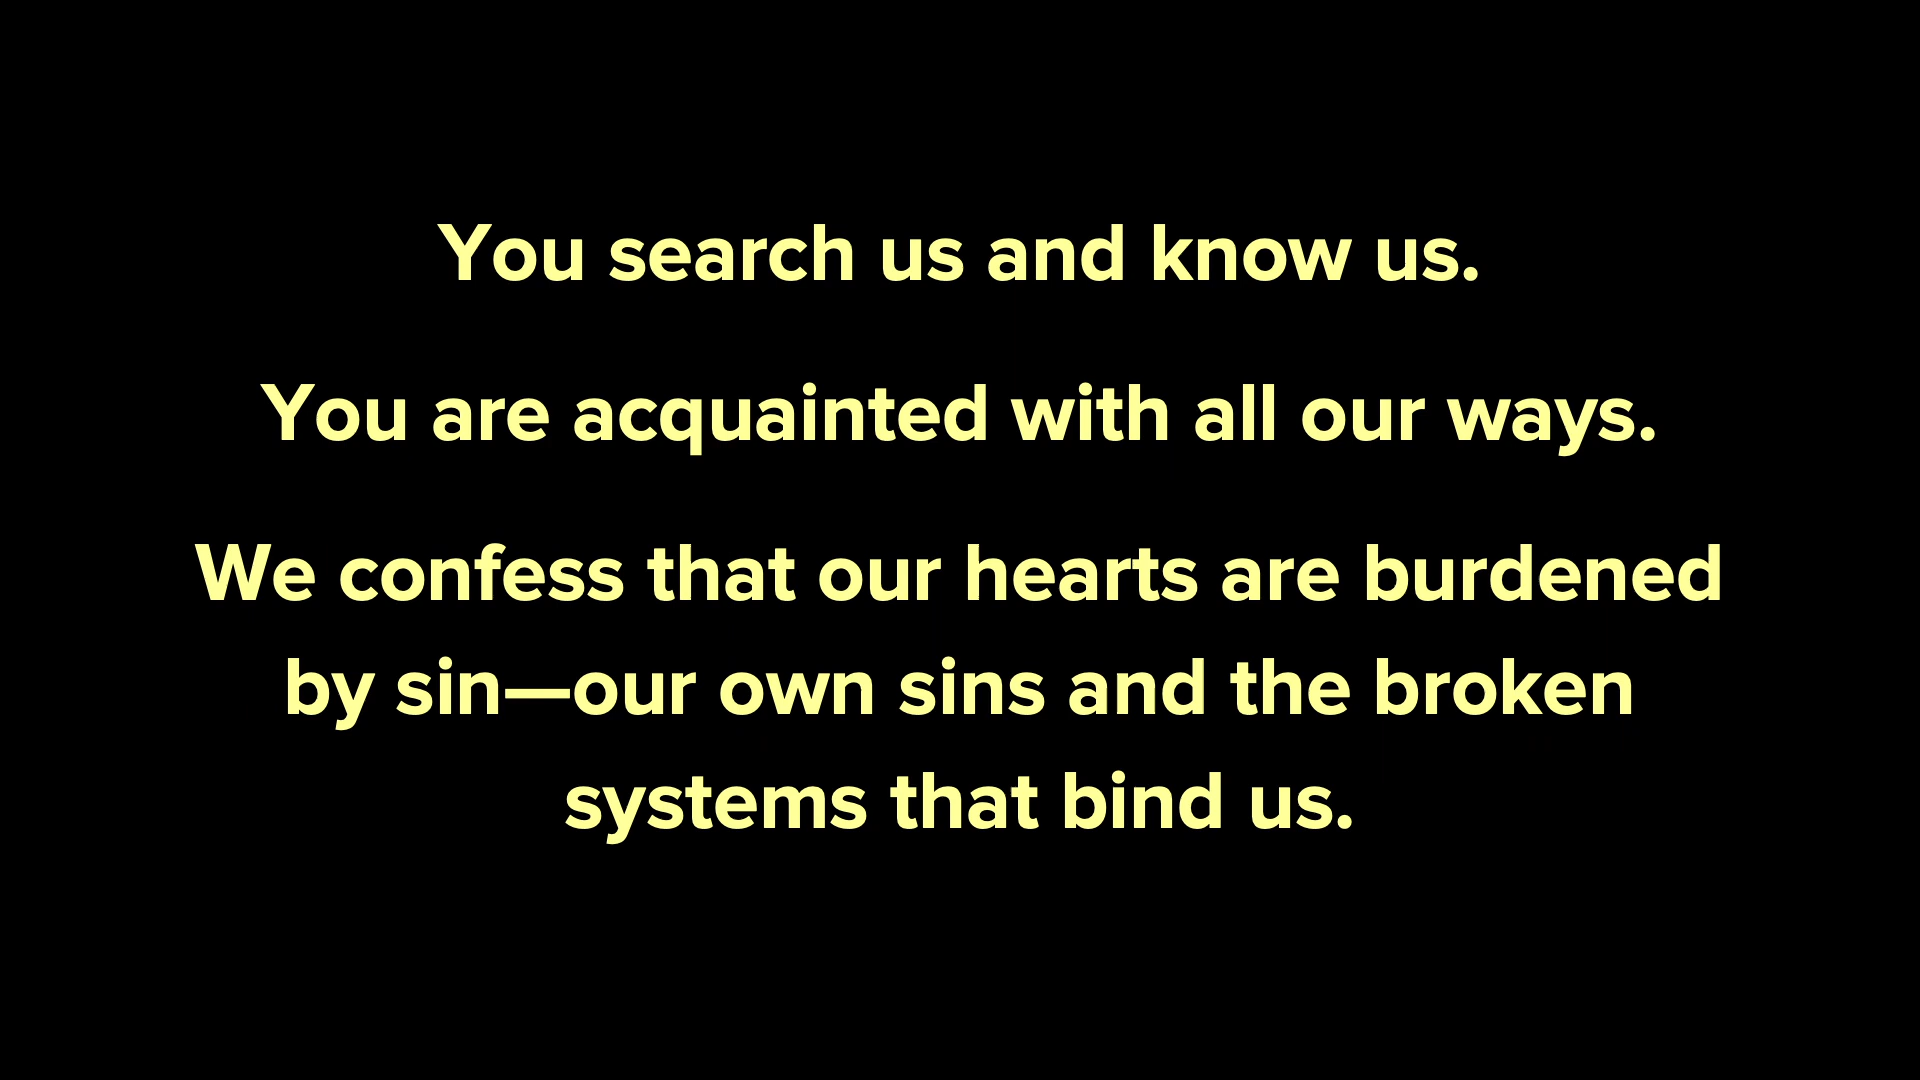 You search us and know us.
You are acquainted with all our ways.
We confess that our hearts are burdened
by sin—our own sins and the broken
systems that bind us.